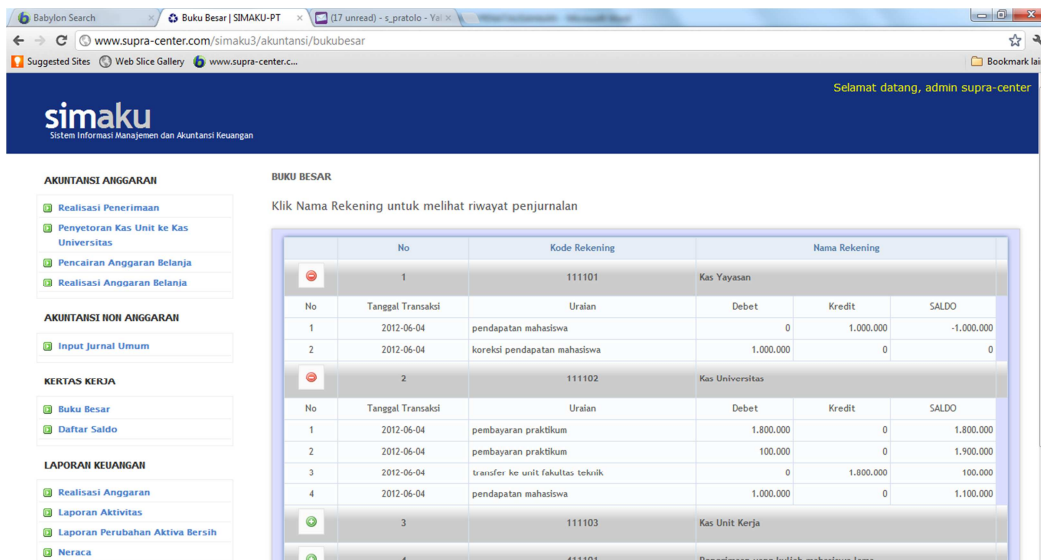 Babylon Search
Buku Besar | SIMAKU-PT
(17 unread) - s_pratolo - Ya
www.supra-center.com/simaku3/akuntansi/bukubesar
Suggested Sites Web Slice Gallery www.supra-center.c... Bookmark lai
Selamat datang, admin supra-center
simaku
Sistem Informasi Manajemen dan Akuntansi Keuangan
AKUNTANSI ANGGARAN
Realisasi Penerimaan
Penyetoran Kas Unit ke Kas
Universitas
Pencairan Anggaran Belanja
Realisasi Anggaran Belanja
AKUNTANSI NON ANGGARAN
Input Jurnal Umum
KERTAS KERJA
Buku Besar
Daftar Saldo
LAPORAN KEUANGAN
Realisasi Anggaran
Laporan Aktivitas
Laporan Perubahan Aktiva Bersih
Neraca
BUKU BESAR
Klik Nama Rekening untuk melihat riwayat penjurnalan
No Kode Rekening Nama Rekening
1 111101 Kas Yayasan
No Tanggal Transaksi Uraian Debet Kredit SALDO
1 2012-06-04 pendapatan mahasiswa 0 1.000.000 -1.000.000
2 2012-06-04 koreksi pendapatan mahasiswa 1.000.000 0 0
2 111102 Kas Universitas
No Tanggal Transaksi Uraian Debet Kredit SALDO
1 2012-06-04 pembayaran praktikum 1.800.000 0 1.800.000
2 2012-06-04 pembayaran praktikum 100.000 0 1.900.000
3 2012-06-04 transfer ke unit fakultas teknik 0 1.800.000 100.000
4 2012-06-04 pendapatan mahasiswa 1.000.000 0 1.100.000
3 111103 Kas Unit Kerja